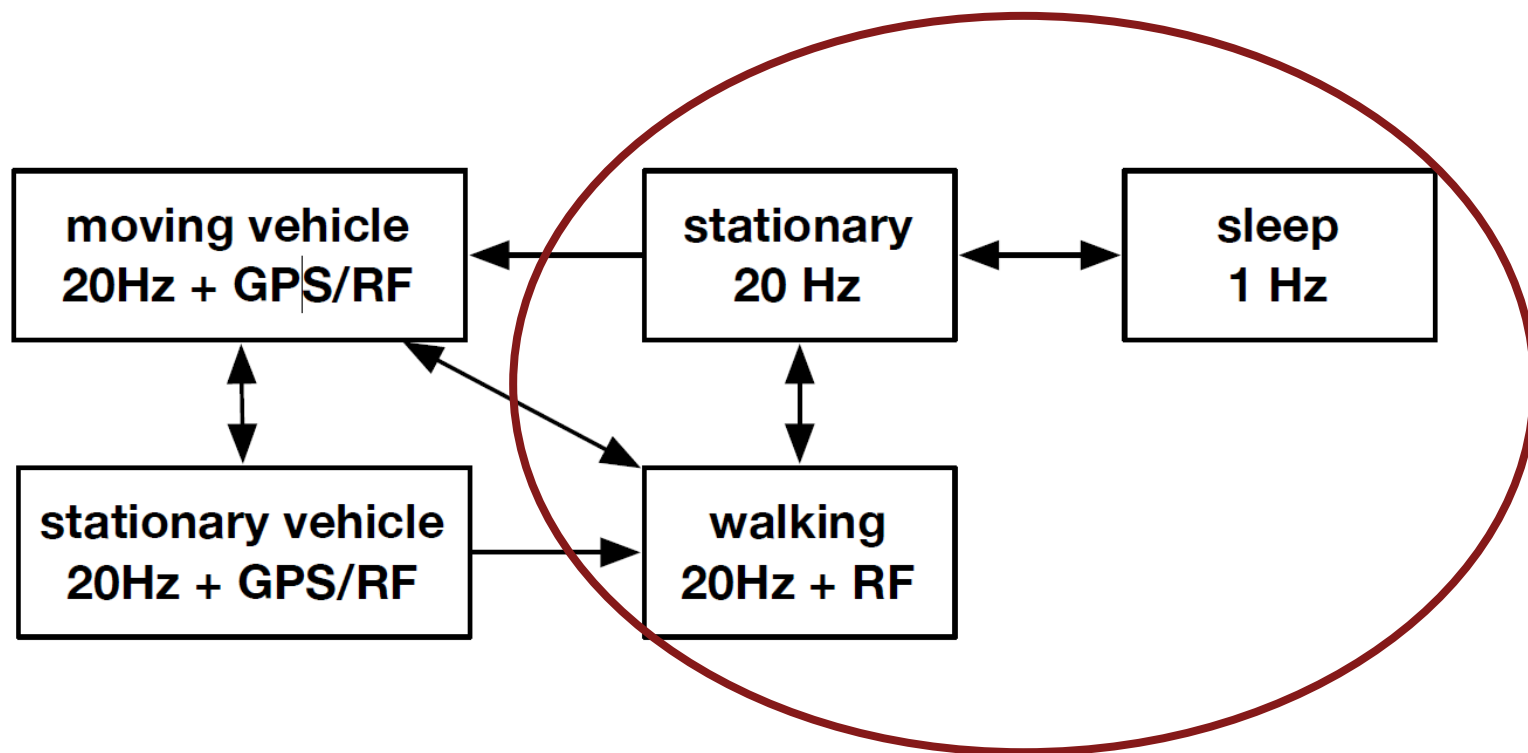 moving vehicle
20Hz + GPS/RF
stationary
20 Hz
sleep
1 Hz
stationary vehicle
20Hz + GPS/RF
walking
20Hz + RF